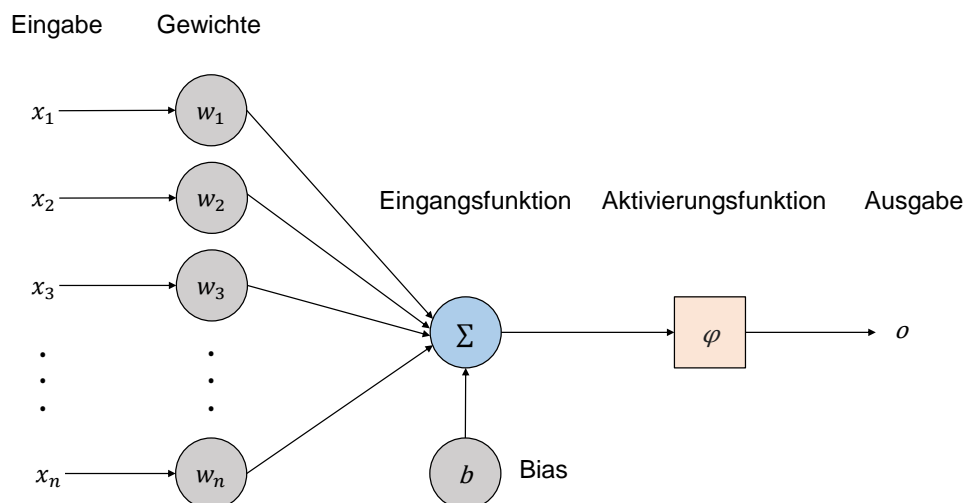 Eingabe Gewichte
x₁ w₁
x₂ w₂
Eingangsfunktion Aktivierungsfunktion Ausgabe
x₃ w₃
Σ φ o
xₙ wₙ b Bias